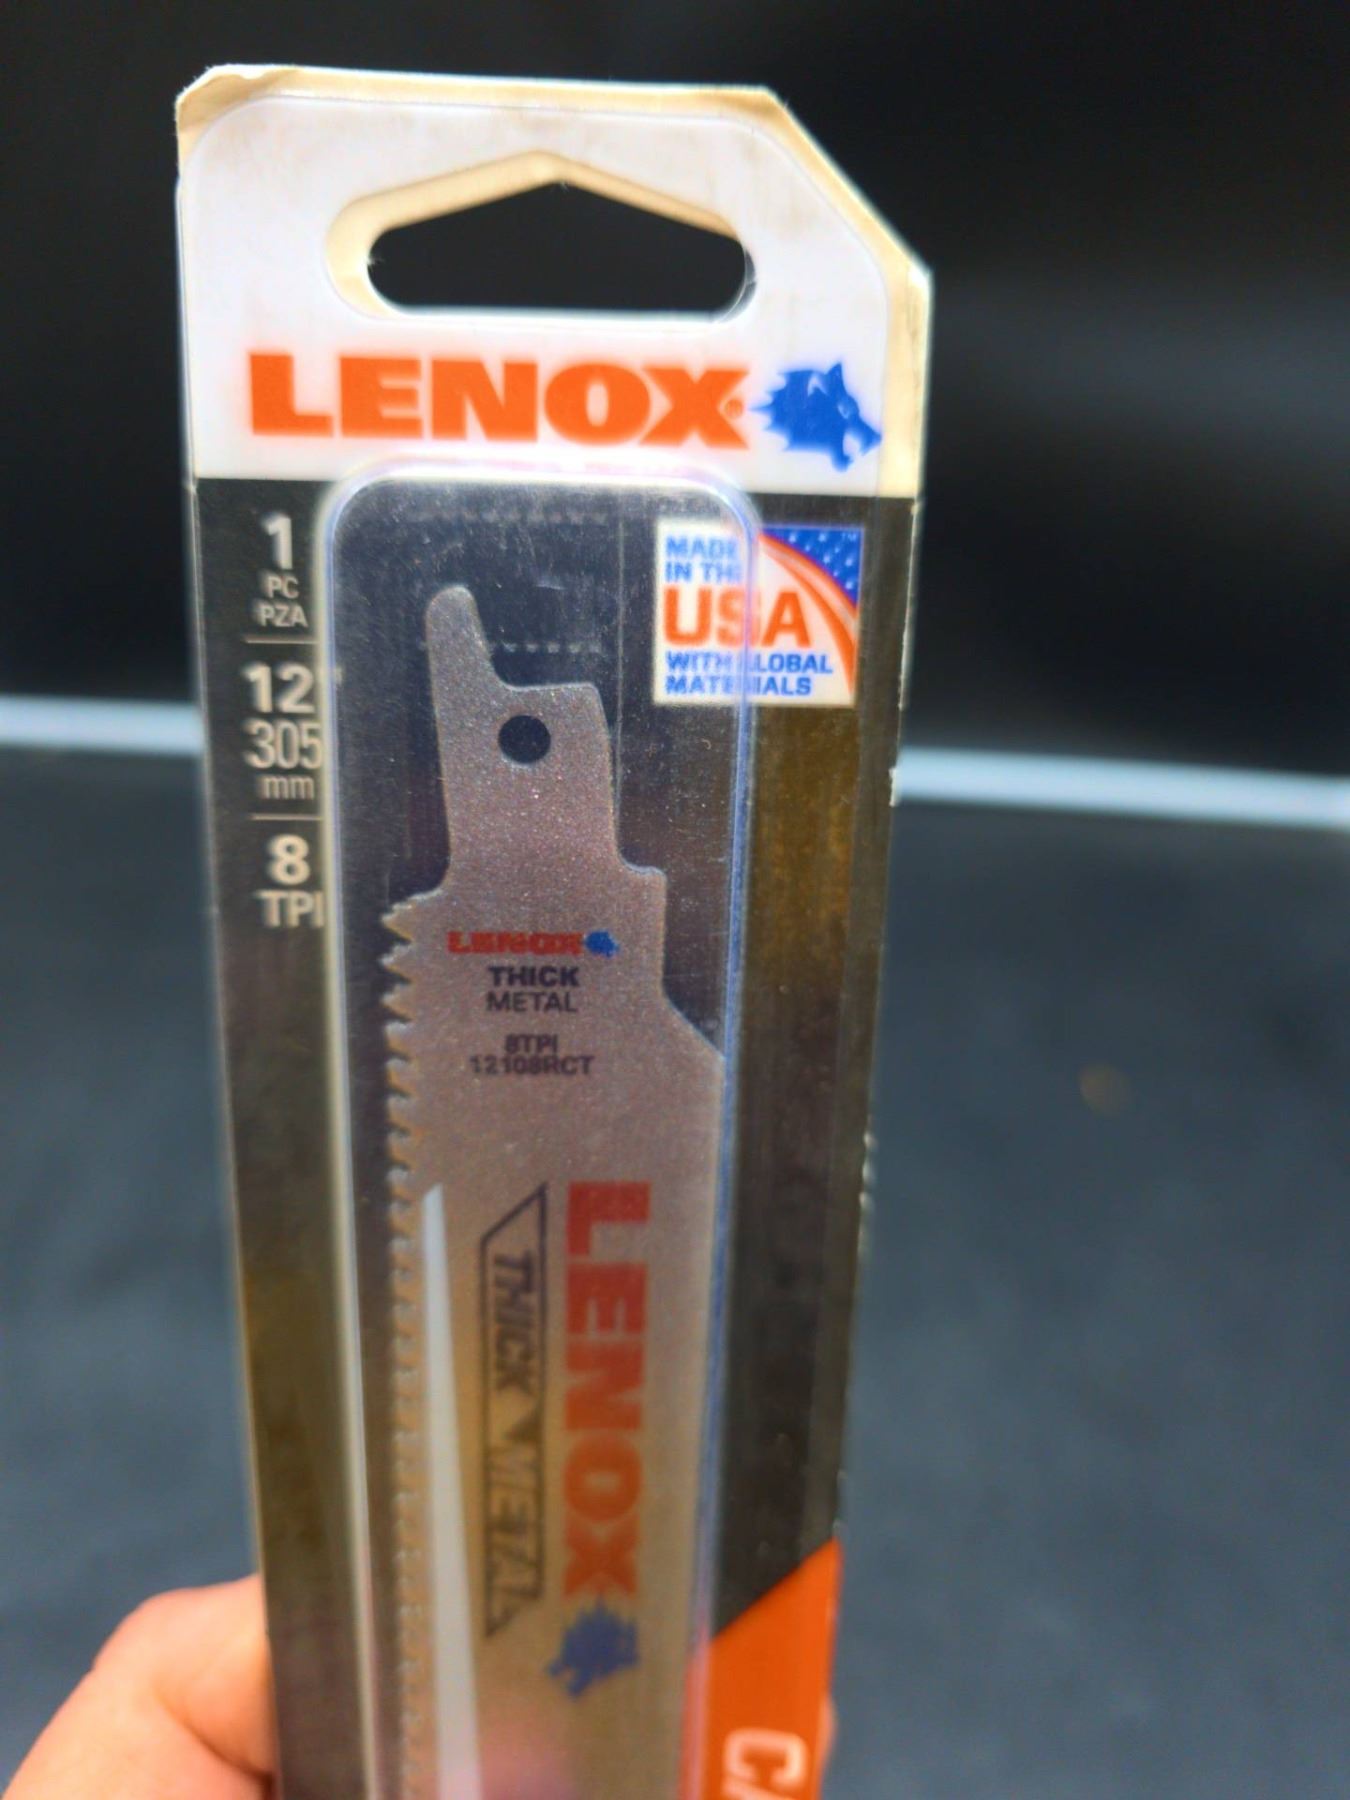 LENOX
1
PC
PZA
12"
305
mm
8
TPI
MADE
IN THE
USA
WITH GLOBAL
MATERIALS
LENOX
THICK
METAL
8TPI
12108RCT
LENOX
THICK METAL
CA